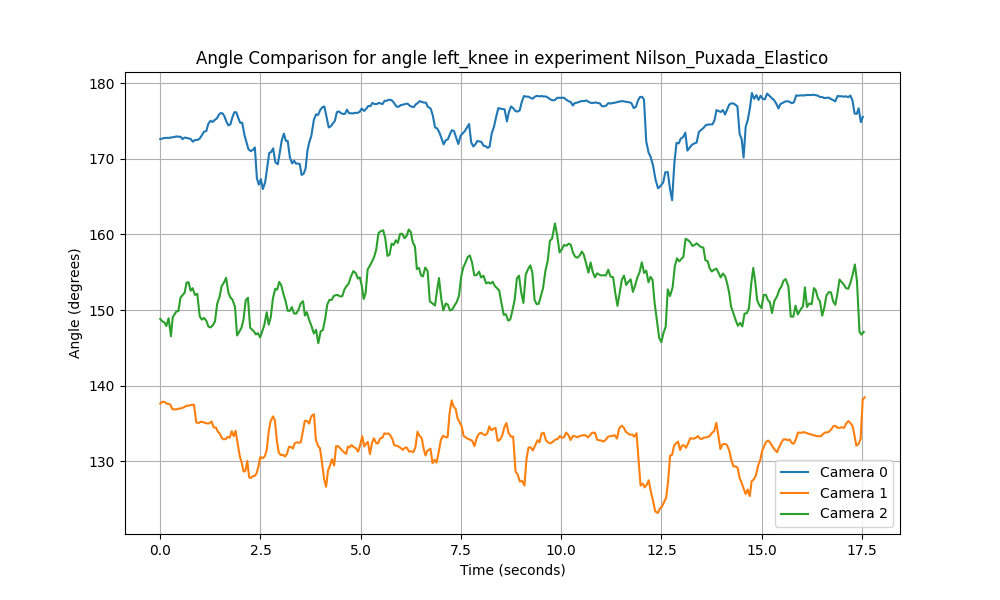 Angle Comparison for angle left_knee in experiment Nilson_Puxada_Elastico
Angle (degrees)
180
170
160
150
140
130
0.0 2.5 5.0 7.5 10.0 12.5 15.0 17.5
Time (seconds)
Camera 0
Camera 1
Camera 2